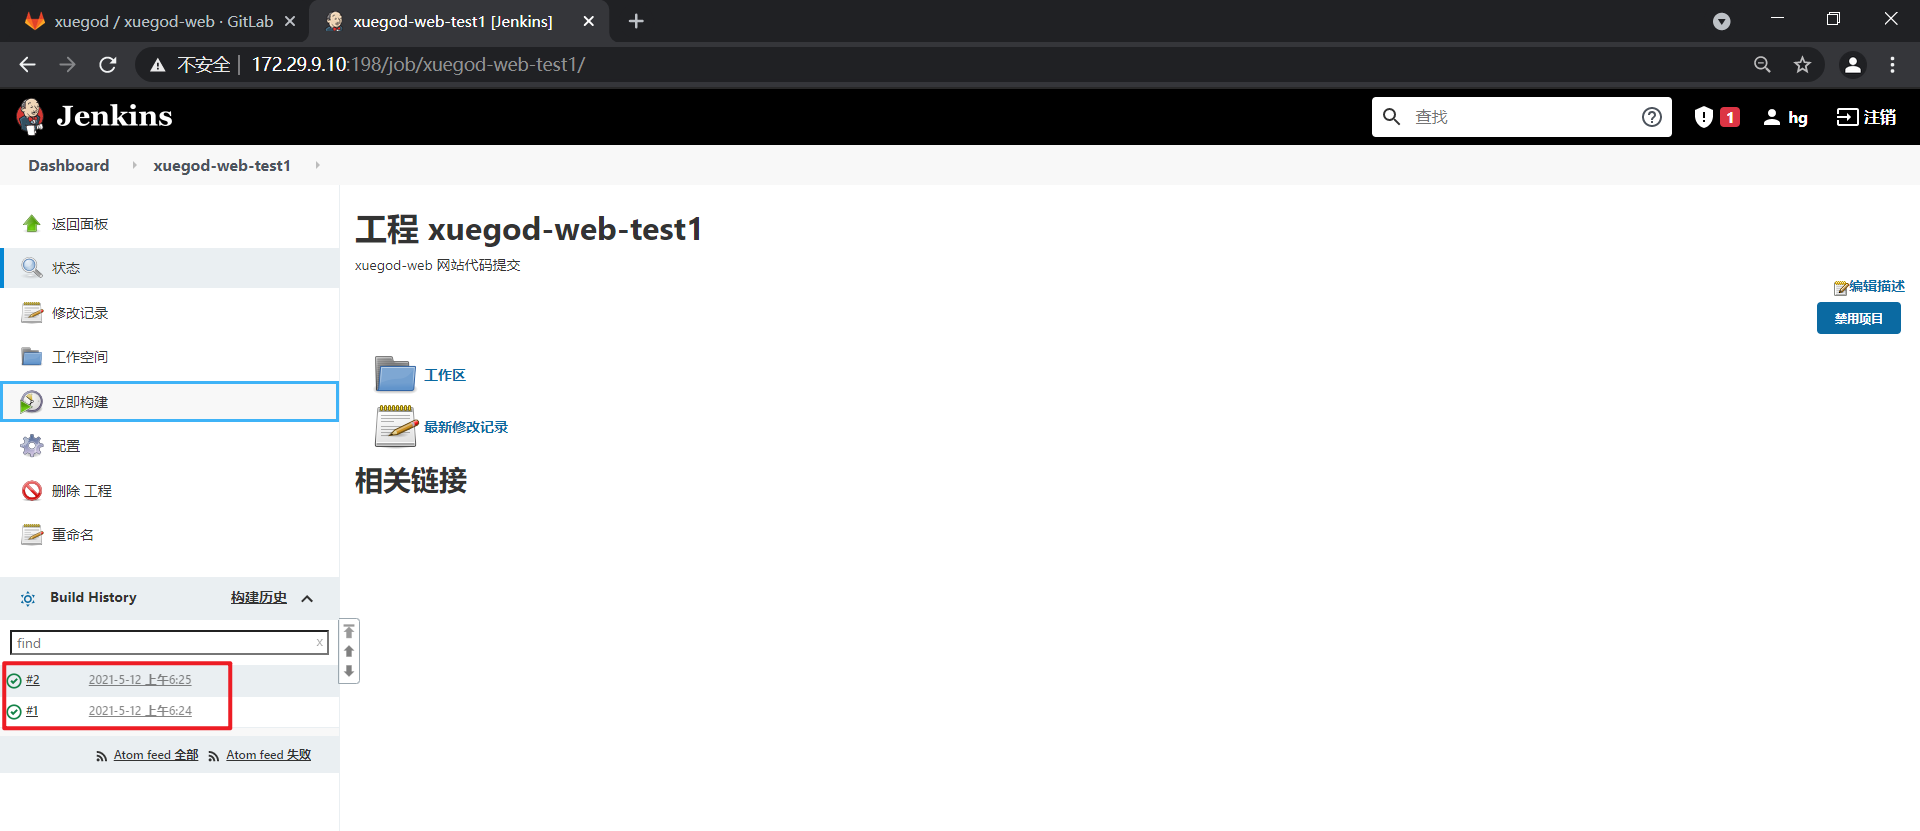 xuegod / xuegod-web · GitLab
xuegod-web-test1 [Jenkins]
不安全 172.29.9.10:198/job/xuegod-web-test1/
Jenkins
查找
1
hg
注销
Dashboard
xuegod-web-test1
返回面板
状态
修改记录
工作空间
立即构建
配置
删除 工程
重命名
Build History
构建历史
find
x
#2
2021-5-12 上午6:25
#1
2021-5-12 上午6:24
Atom feed 全部
Atom feed 失败
工程 xuegod-web-test1
xuegod-web 网站代码提交
编辑描述
禁用项目
工作区
最新修改记录
相关链接